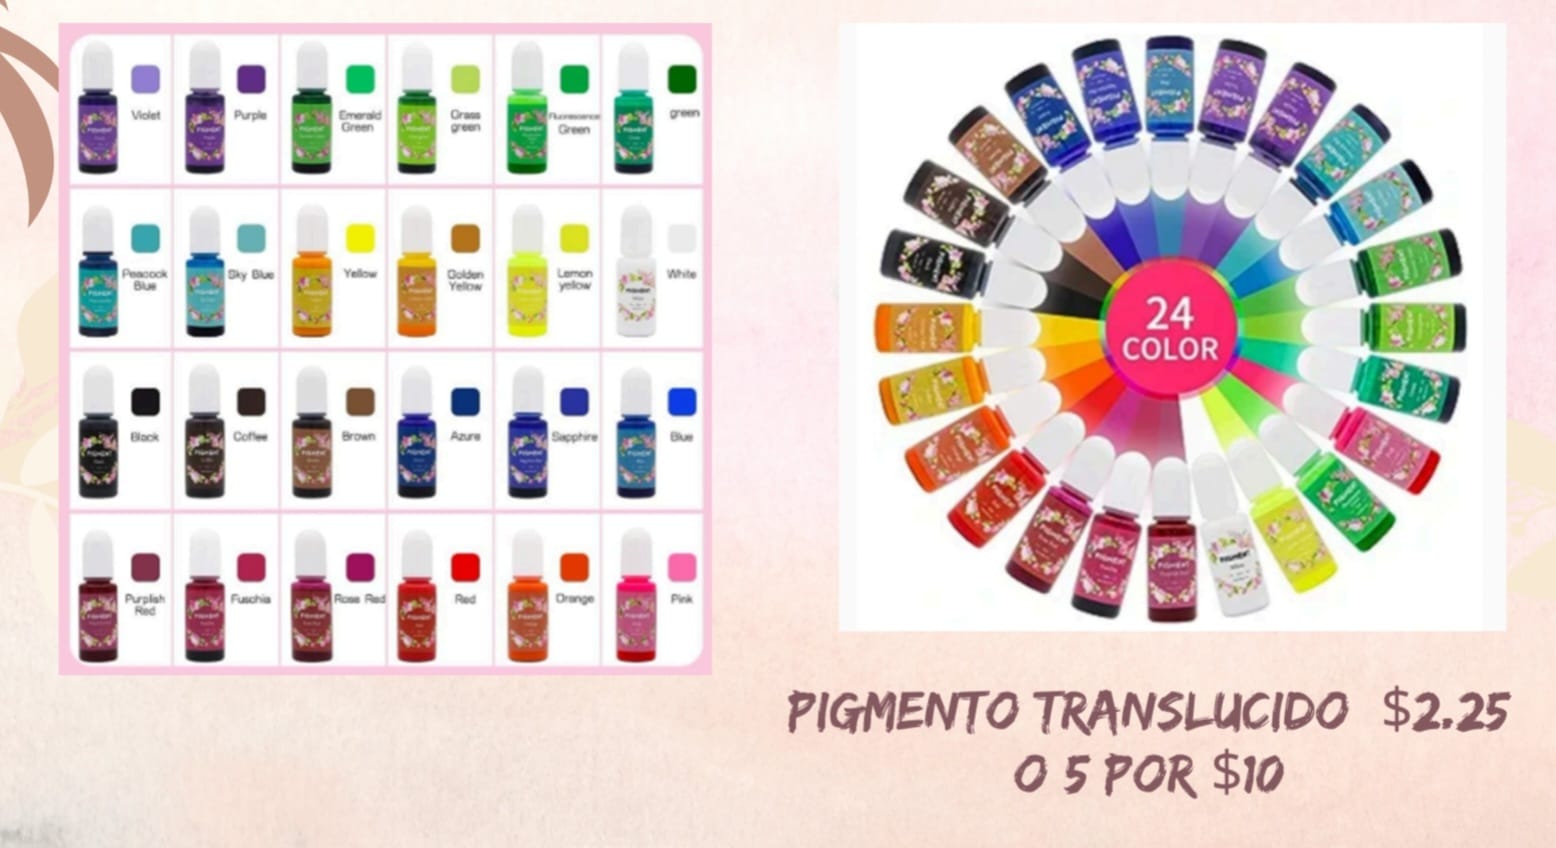 Violet
Purple
Emerald
Green
Grass
green
Fluorescence
Green
green
Peacock
Blue
Sky Blue
Yellow
Golden
Yellow
Lemon
yellow
White
Black
Coffee
Brown
Azure
Sapphire
Blue
Purplish
Red
Fuschia
Rose Red
Red
Orange
Pink
24
COLOR
PIGMENTO TRANSLUCIDO $2.25
O 5 POR $10